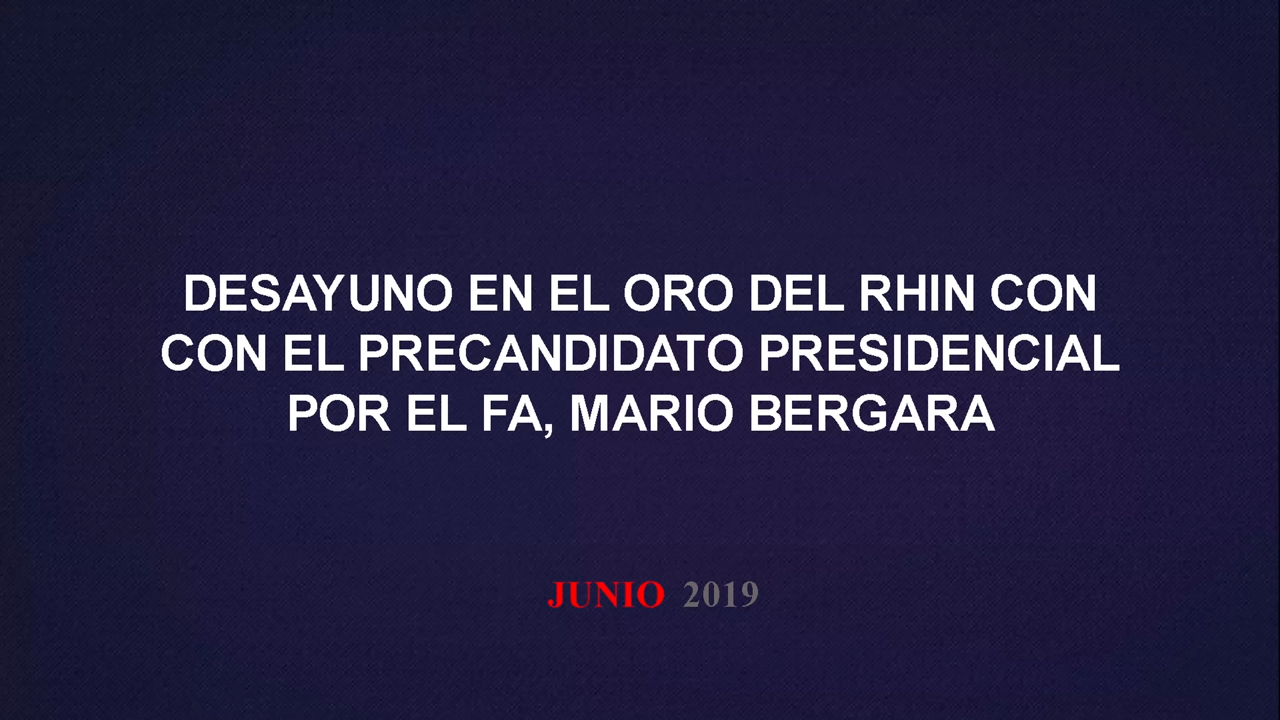 DESAYUNO EN EL ORO DEL RHIN CON
CON EL PRECANDIDATO PRESIDENCIAL
POR EL FA, MARIO BERGARA
JUNIO 2019